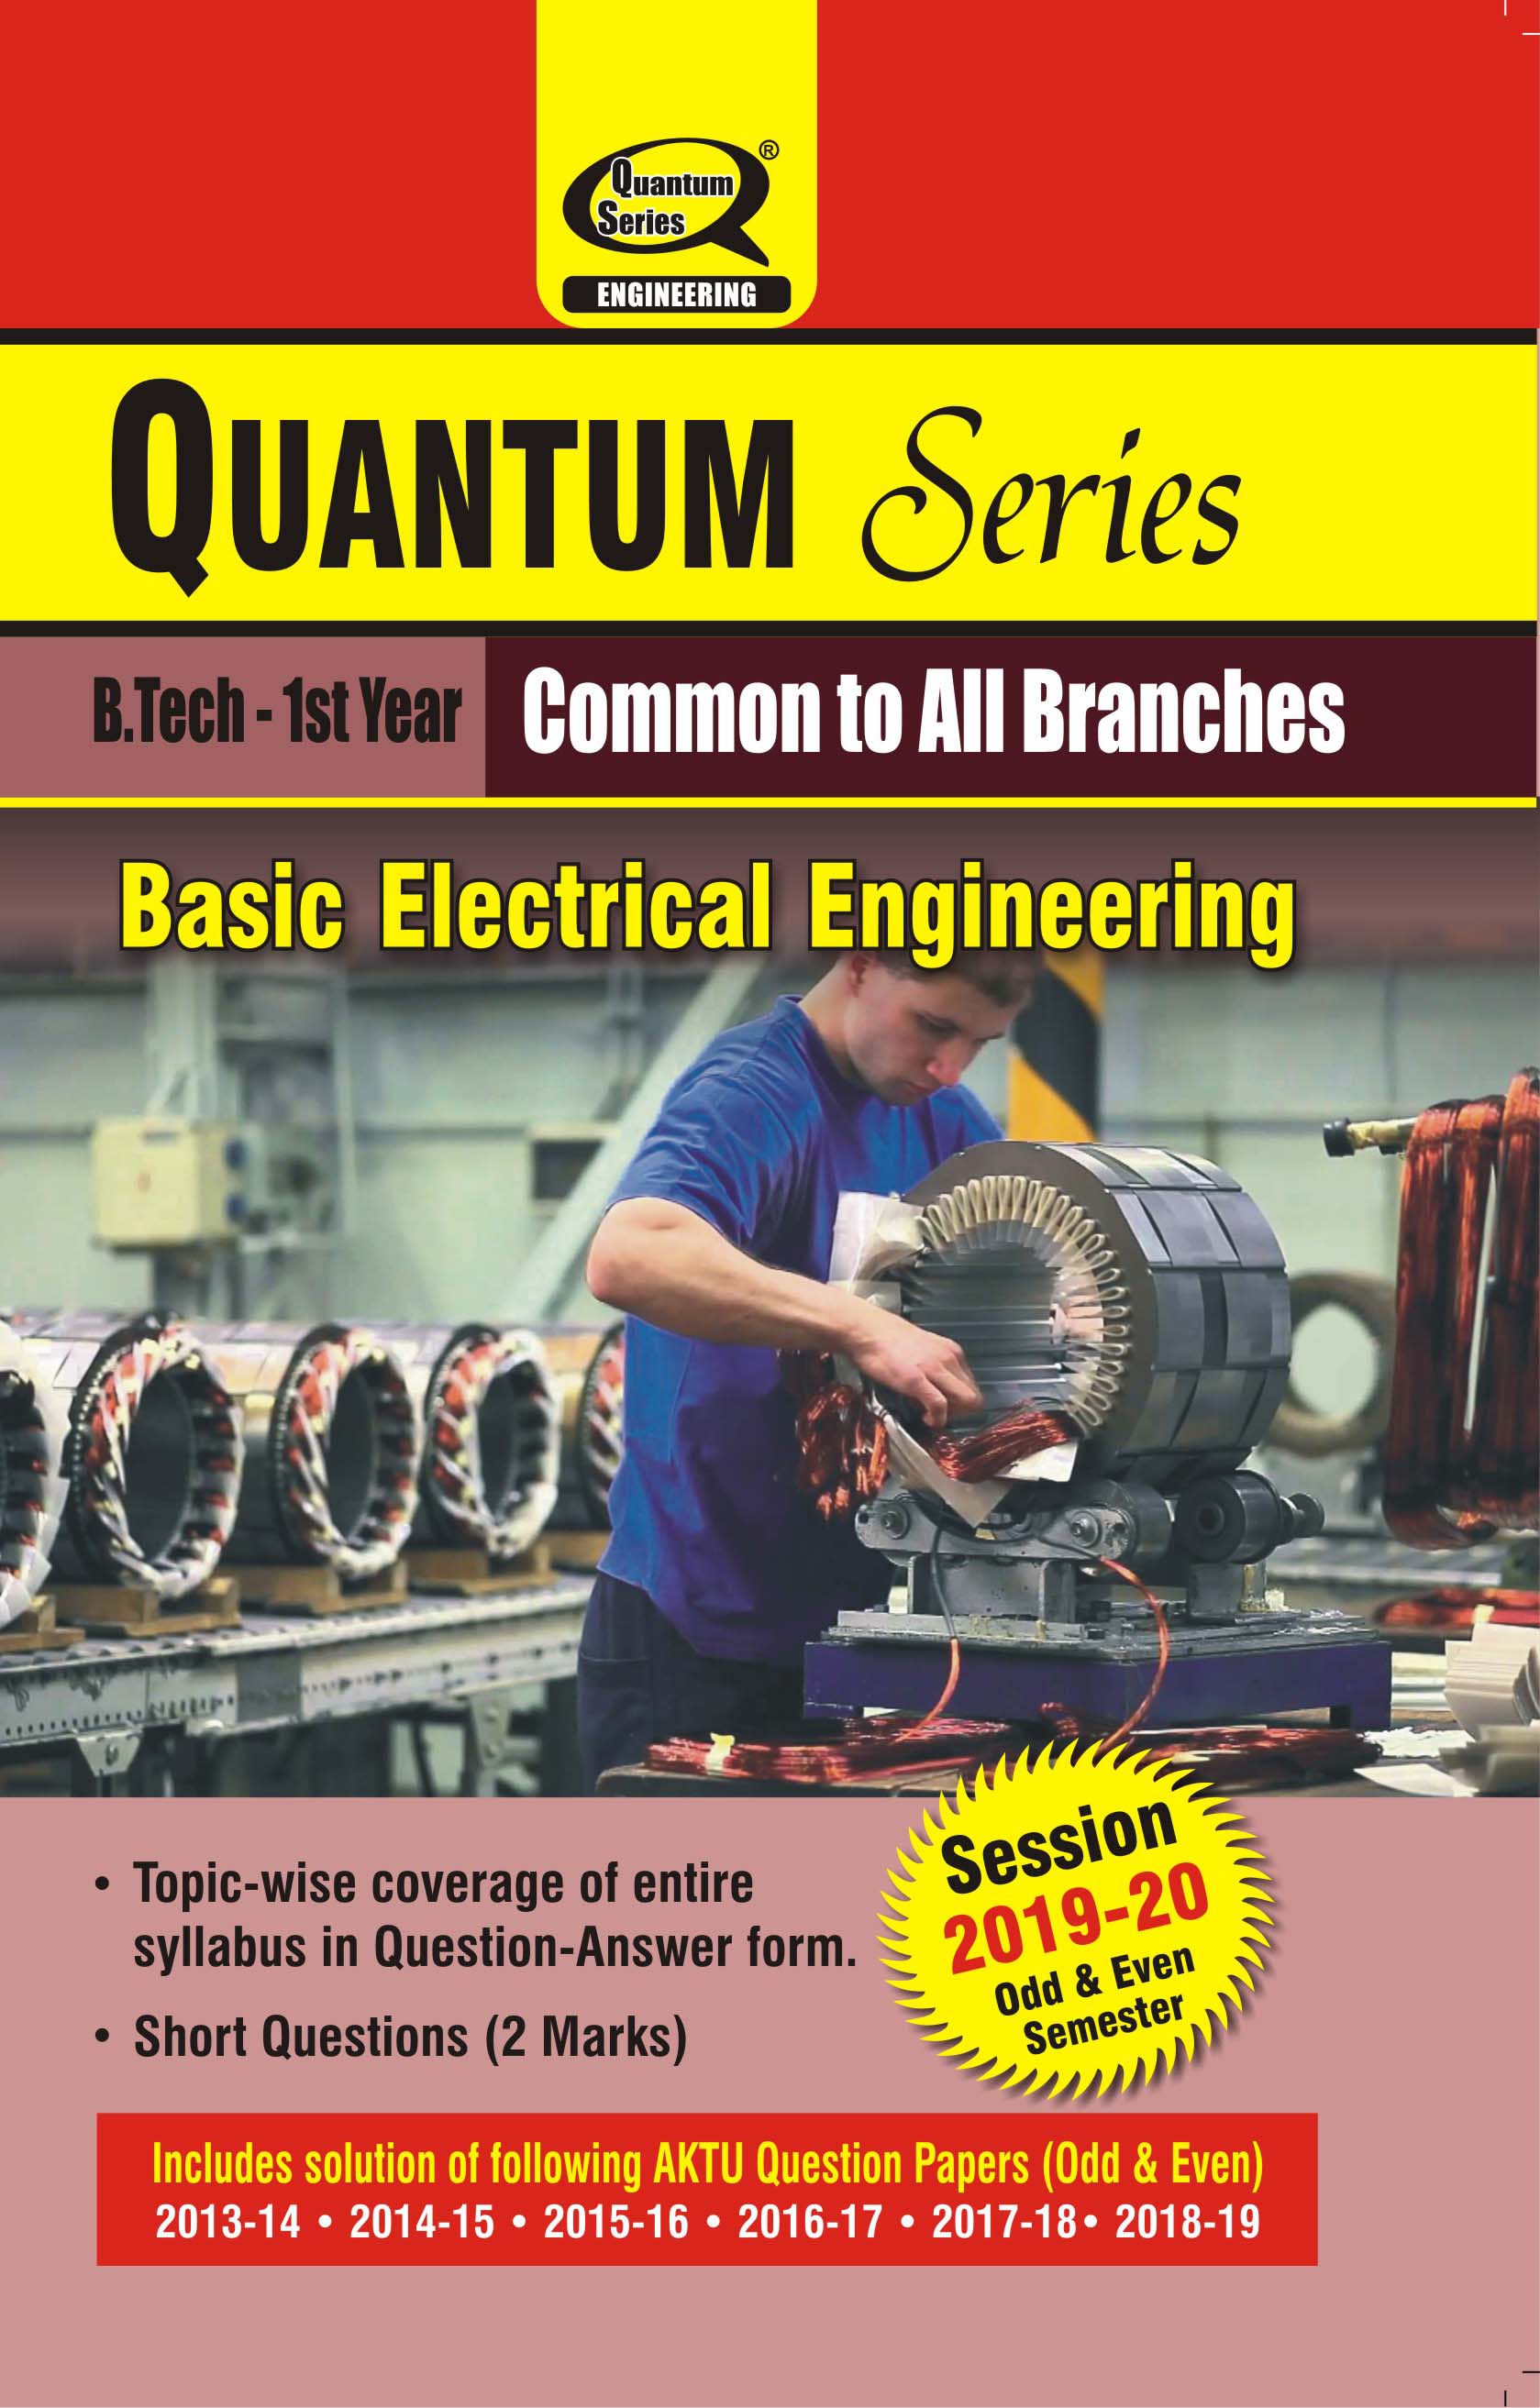 Quantum
Series
®
ENGINEERING
QUANTUM Series
B.Tech - 1st Year Common to All Branches
Basic Electrical Engineering
• Topic-wise coverage of entire
syllabus in Question-Answer form.
• Short Questions (2 Marks)
Session
2019-20
Odd & Even
Semester
Includes solution of following AKTU Question Papers (Odd & Even)
2013-14 • 2014-15 • 2015-16 • 2016-17 • 2017-18• 2018-19